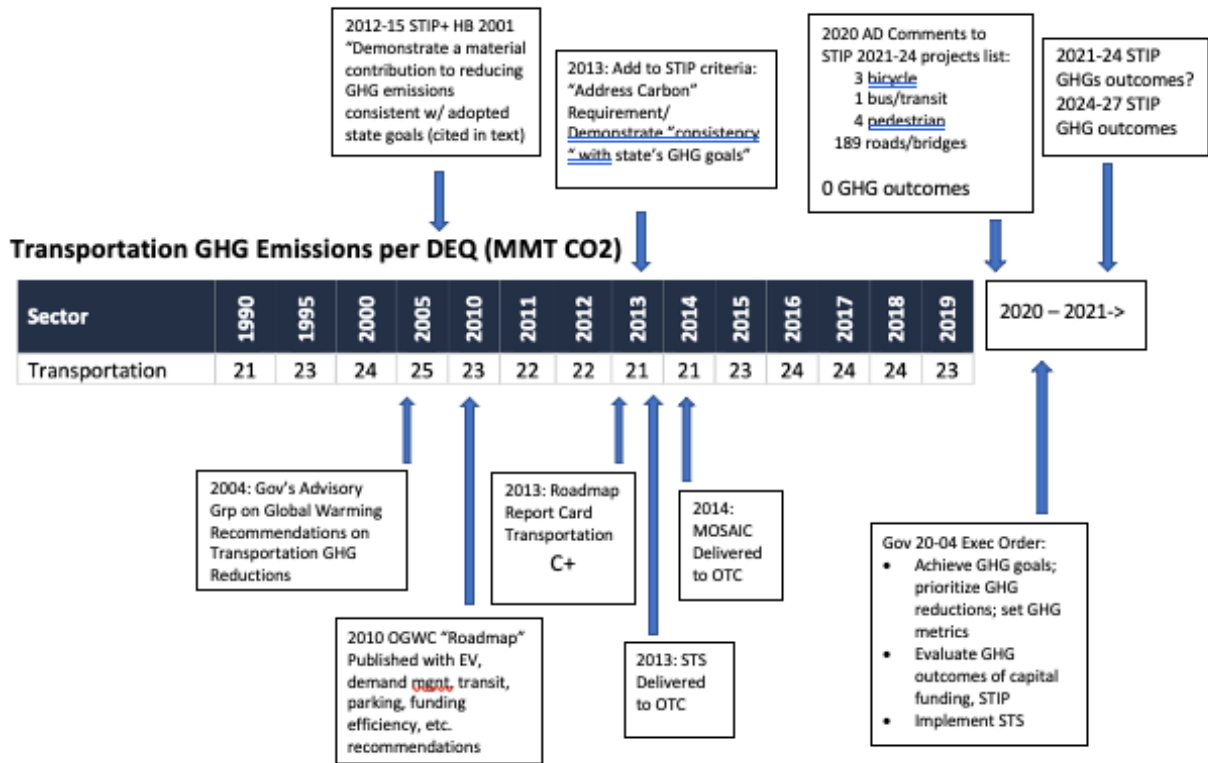 2012-15 STIP+ HB 2001
“Demonstrate a material
contribution to reducing
GHG emissions
consistent w/ adopted
state goals (cited in text)
2013: Add to STIP criteria:
“Address Carbon”
Requirement/
Demonstrate “consistency
“ with state’s GHG goals”
2020 AD Comments to
STIP 2021-24 projects list:
3 bicycle
1 bus/transit
4 pedestrian
189 roads/bridges
0 GHG outcomes
2021-24 STIP
GHGs outcomes?
2024-27 STIP
GHG outcomes
Transportation GHG Emissions per DEQ (MMT CO2)
Sector 1990 1995 2000 2005 2010 2011 2012 2013 2014 2015 2016 2017 2018 2019
Transportation 21 23 24 25 23 22 22 21 21 23 24 24 24 23
2020 – 2021->
2004: Gov’s Advisory
Grp on Global Warming
Recommendations on
Transportation GHG
Reductions
2010 OGWC “Roadmap”
Published with EV,
demand mgnt, transit,
parking, funding
efficiency, etc.
recommendations
2013: Roadmap
Report Card
Transportation
C+
2013: STS
Delivered
to OTC
2014:
MOSAIC
Delivered
to OTC
Gov 20-04 Exec Order:
• Achieve GHG goals;
prioritize GHG
reductions; set GHG
metrics
• Evaluate GHG
outcomes of capital
funding, STIP
• Implement STS